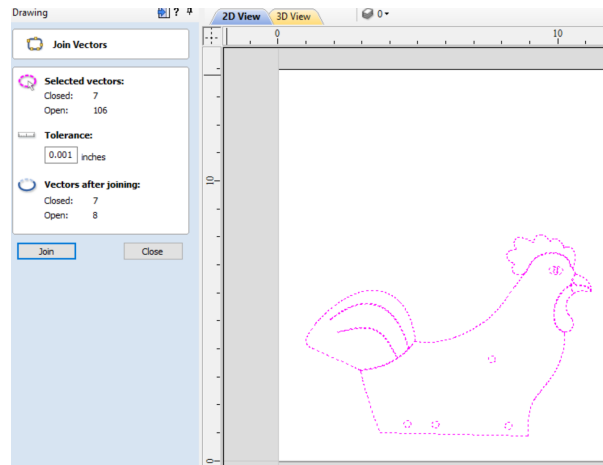 Drawing
?
Join Vectors
Selected vectors:
Closed: 7
Open: 106
Tolerance:
0.001 inches
Vectors after joining:
Closed: 7
Open: 8
Join
Close
2D View
3D View
0
0
10
10
0